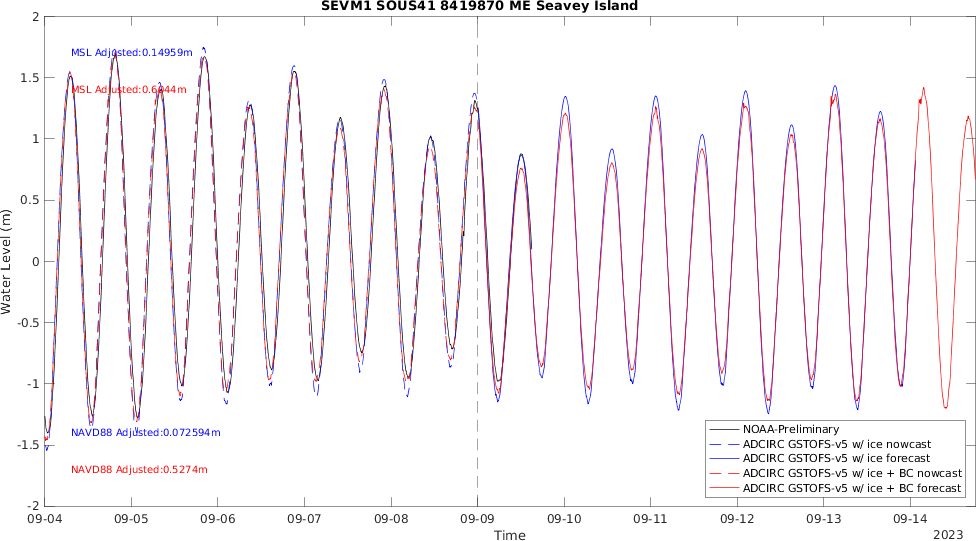 SEVM1 SOUS41 8419870 ME Seavey Island
2
1.5
1
0.5
0
-0.5
-1
-1.5
-2
Water Level (m)
MSL Adjusted:0.14959m
MSL Adjusted:0.6044m
NAVD88 Adjusted:0.072594m
NAVD88 Adjusted:0.5274m
NOAA-Preliminary
ADCIRC GSTOFS-v5 w/ ice nowcast
ADCIRC GSTOFS-v5 w/ ice forecast
ADCIRC GSTOFS-v5 w/ ice + BC nowcast
ADCIRC GSTOFS-v5 w/ ice + BC forecast
09-04 09-05 09-06 09-07 09-08 09-09 09-10 09-11 09-12 09-13 09-14
Time
2023